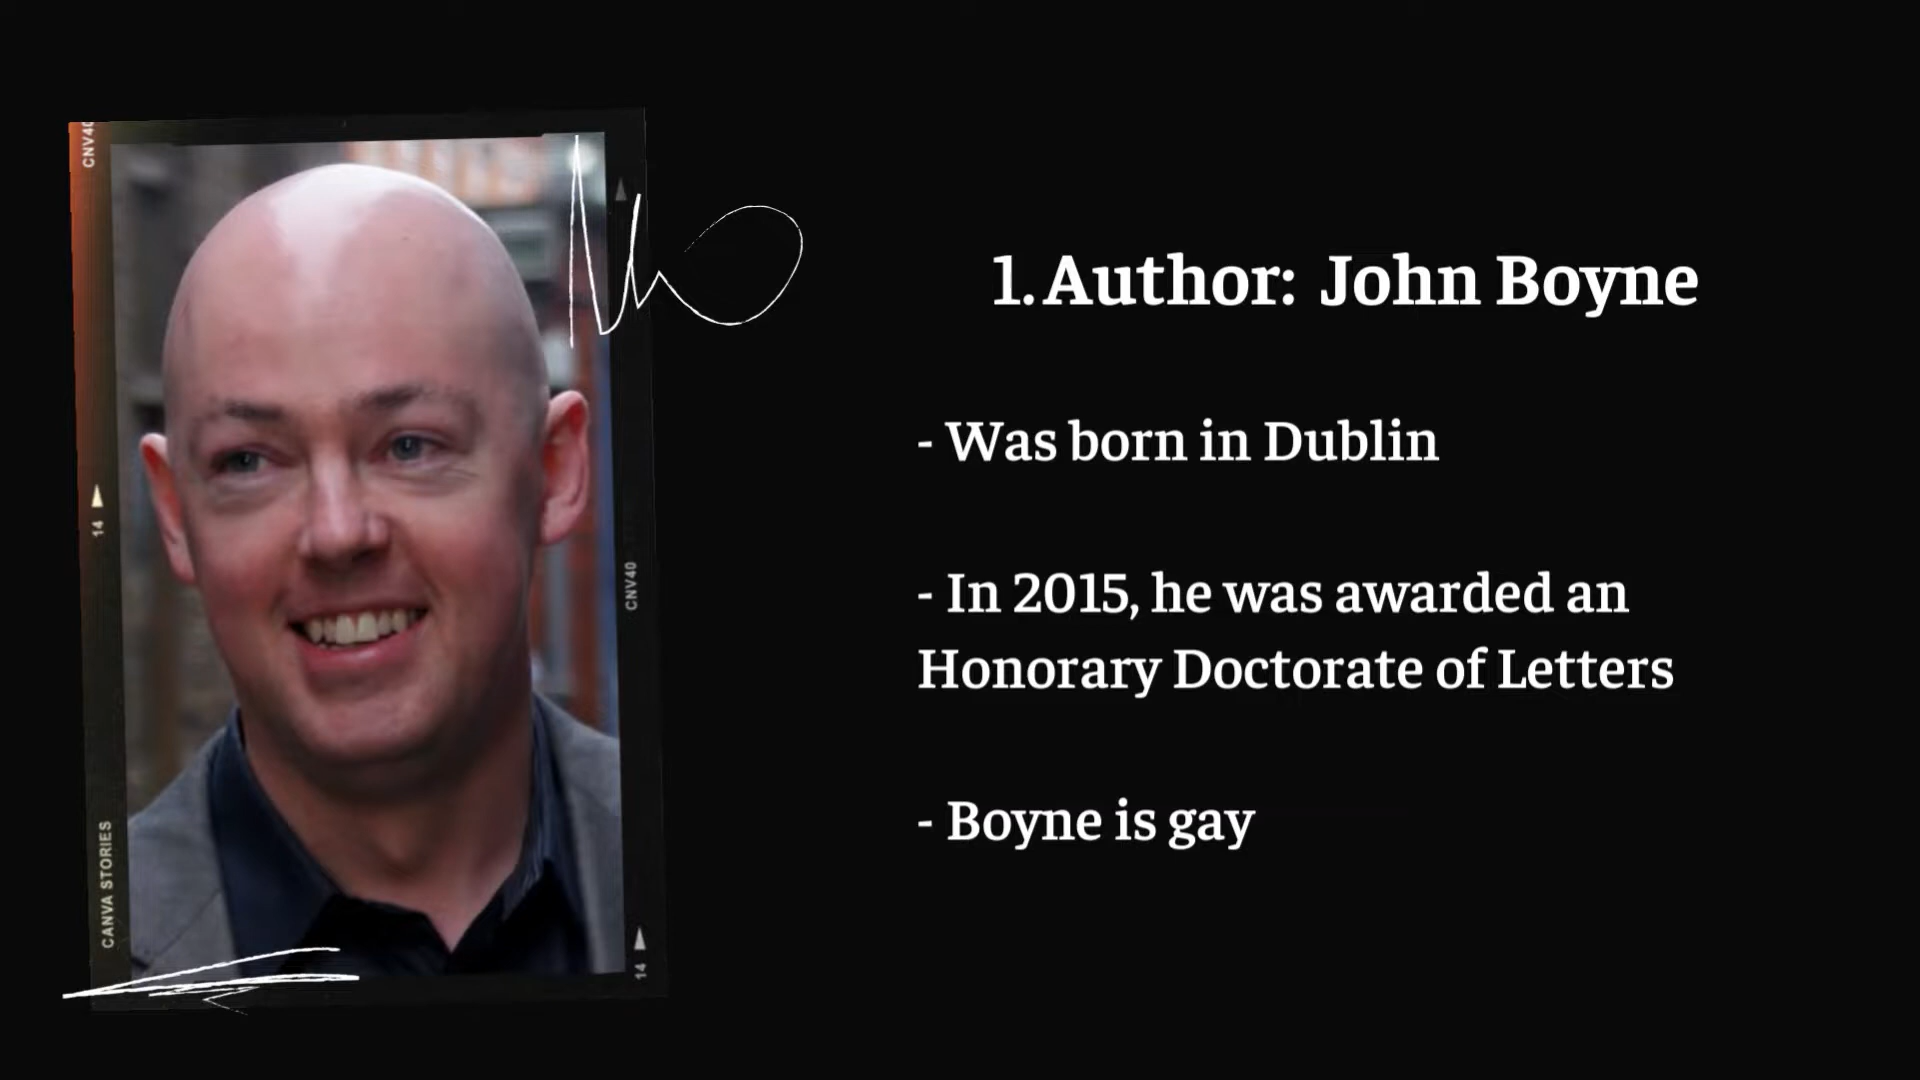 CNV40
1. Author: John Boyne
- Was born in Dublin
14
CNV40
- In 2015, he was awarded an
Honorary Doctorate of Letters
- Boyne is gay
CANVA STORIES
14